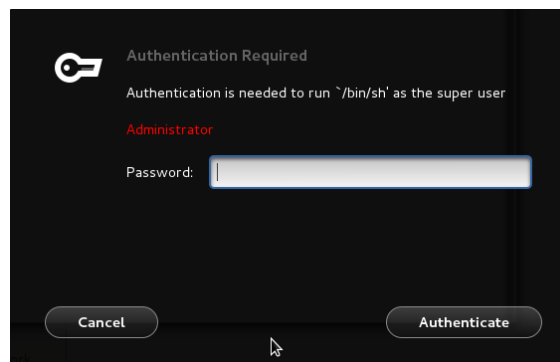 Authentication Required
Authentication is needed to run `/bin/sh' as the super user
Administrator
Password:
Cancel
Authenticate